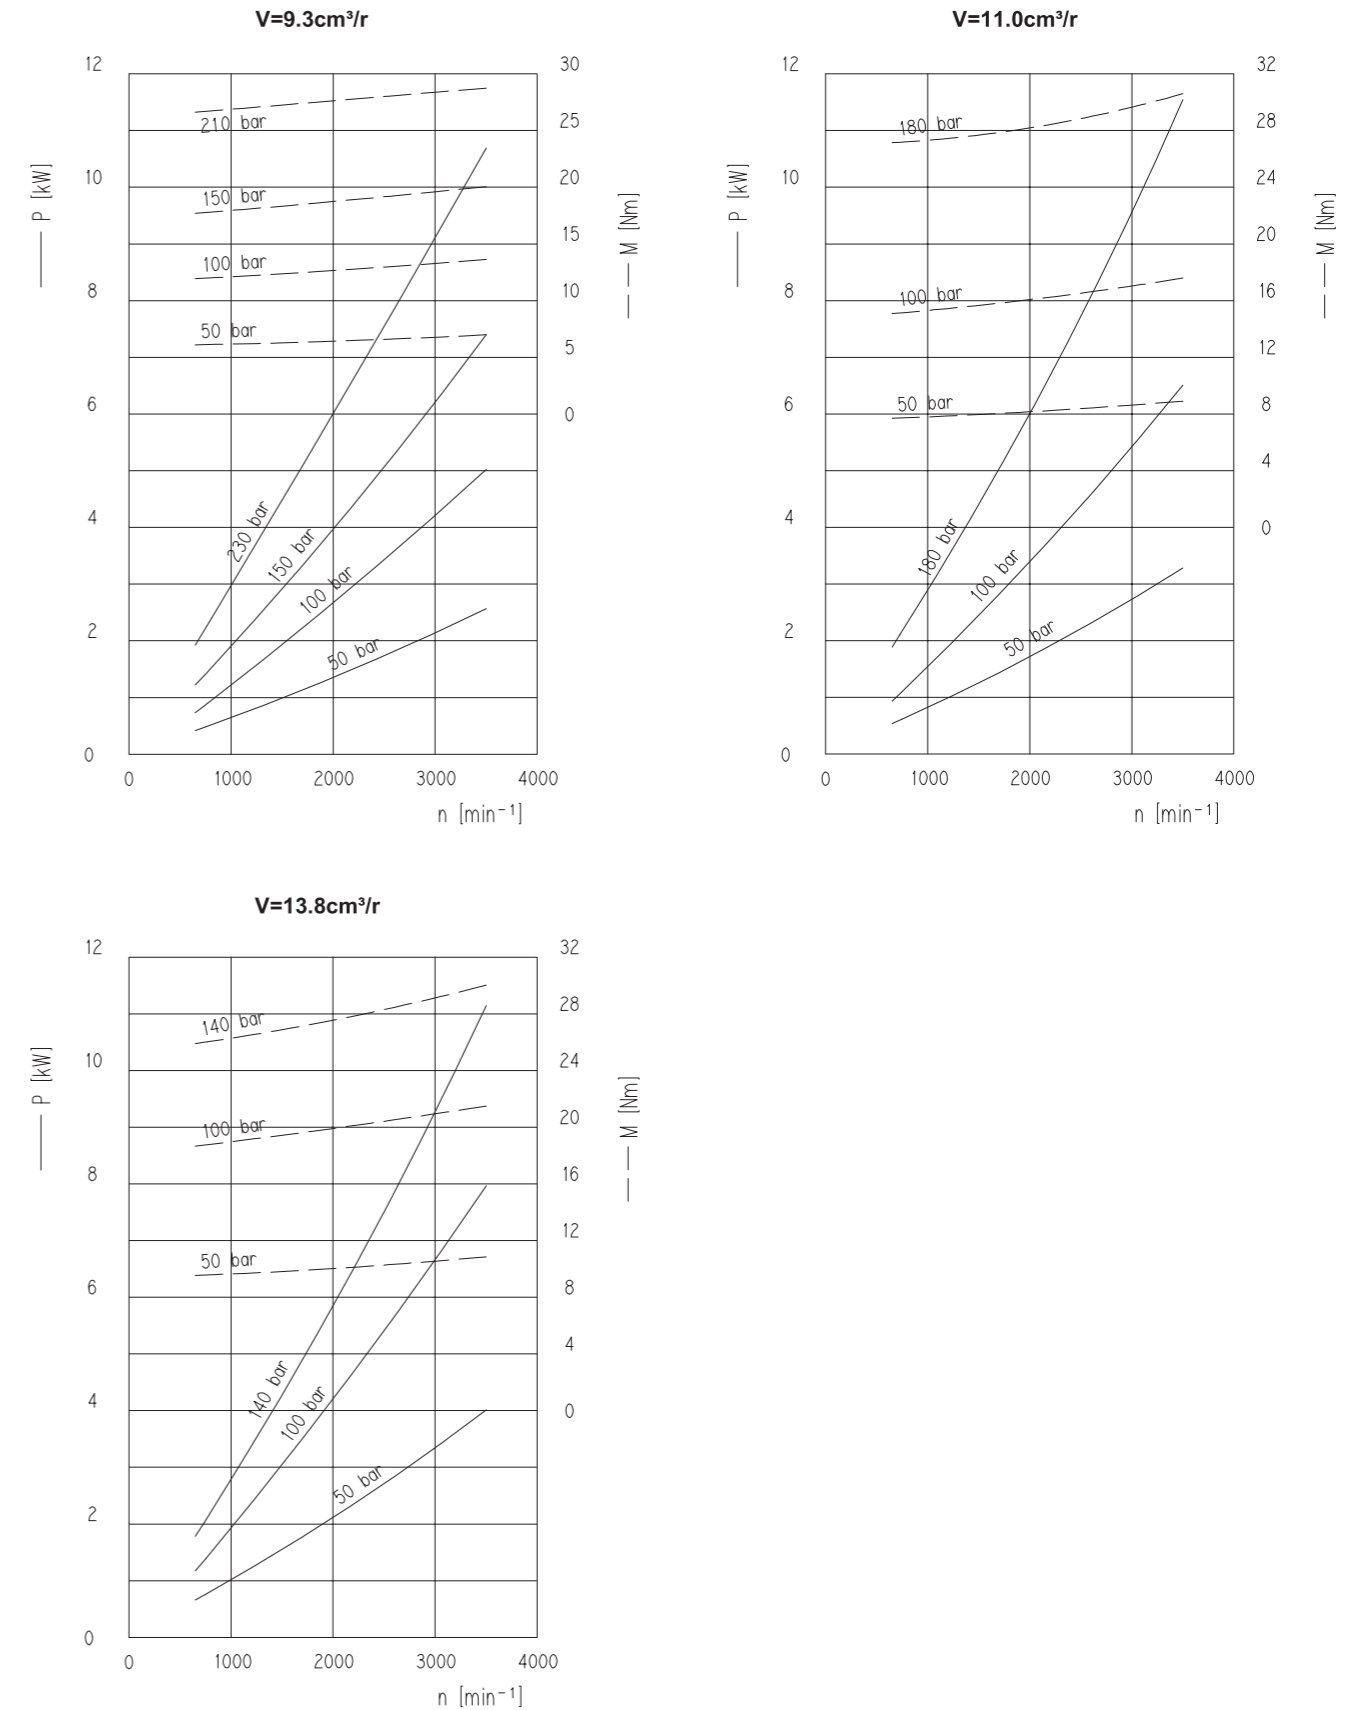 V=9.3cm³/r
12
10
8
6
4
2
0
P [kW]
30
25
20
15
10
5
0
M [Nm]
210 bar
150 bar
100 bar
50 bar
230 bar
150 bar
100 bar
50 bar
0 1000 2000 3000 4000
n [min⁻¹]
V=11.0cm³/r
12
10
8
6
4
2
0
P [kW]
32
28
24
20
16
12
8
4
0
M [Nm]
180 bar
100 bar
50 bar
180 bar
100 bar
50 bar
0 1000 2000 3000 4000
n [min⁻¹]
V=13.8cm³/r
12
10
8
6
4
2
0
P [kW]
32
28
24
20
16
12
8
4
0
M [Nm]
140 bar
100 bar
50 bar
140 bar
100 bar
50 bar
0 1000 2000 3000 4000
n [min⁻¹]